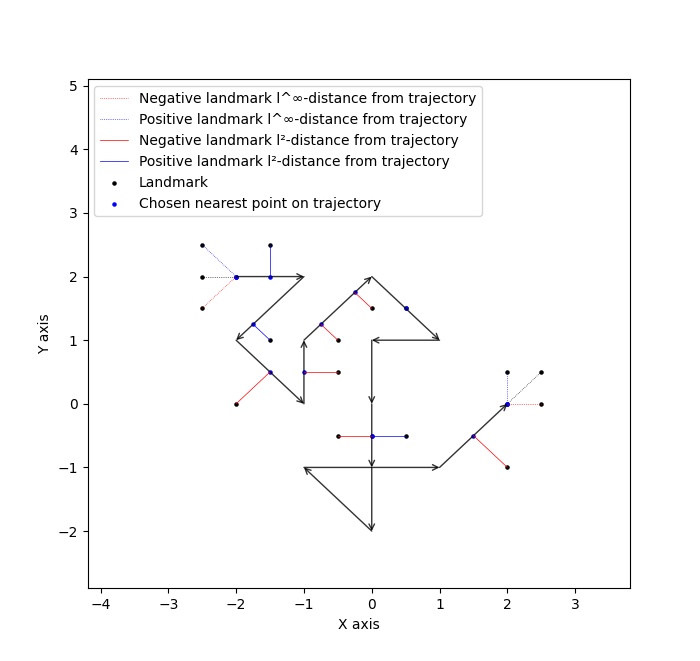 Negative landmark l^∞-distance from trajectory
Positive landmark l^∞-distance from trajectory
Negative landmark l²-distance from trajectory
Positive landmark l²-distance from trajectory
Landmark
Chosen nearest point on trajectory
5
4
3
2
1
0
−1
−2
Y axis
−4 −3 −2 −1 0 1 2 3
X axis